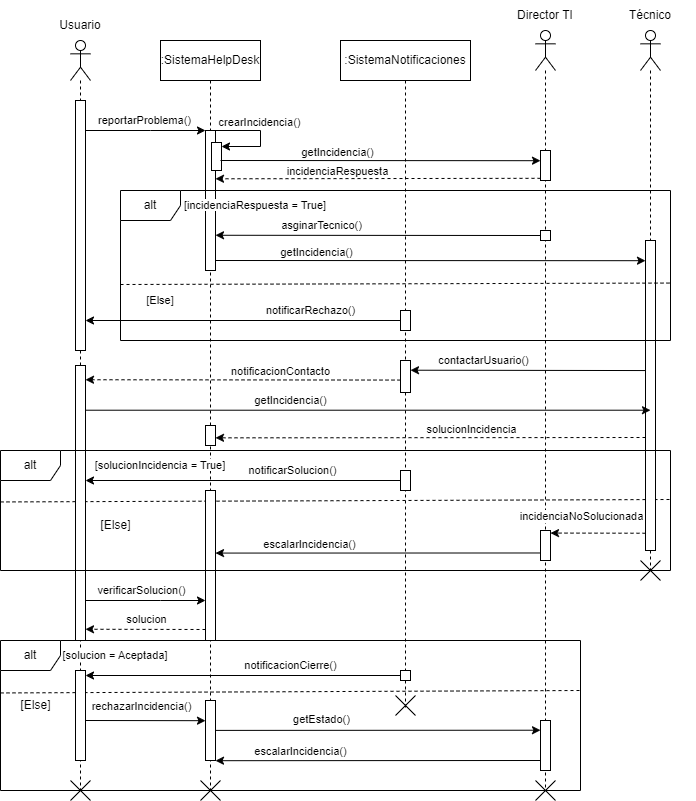 Usuario
Director TI
Técnico
:SistemaHelpDesk
:SistemaNotificaciones
reportarProblema()
crearIncidencia()
getIncidencia()
incidenciaRespuesta
alt
[incidenciaRespuesta = True]
asginarTecnico()
getIncidencia()
[Else]
notificarRechazo()
contactarUsuario()
notificacionContacto
getIncidencia()
solucionIncidencia
alt
[solucionIncidencia = True]
notificarSolucion()
[Else]
incidenciaNoSolucionada
escalarIncidencia()
verificarSolucion()
solucion
alt
[solucion = Aceptada]
notificacionCierre()
[Else]
rechazarIncidencia()
getEstado()
escalarIncidencia()